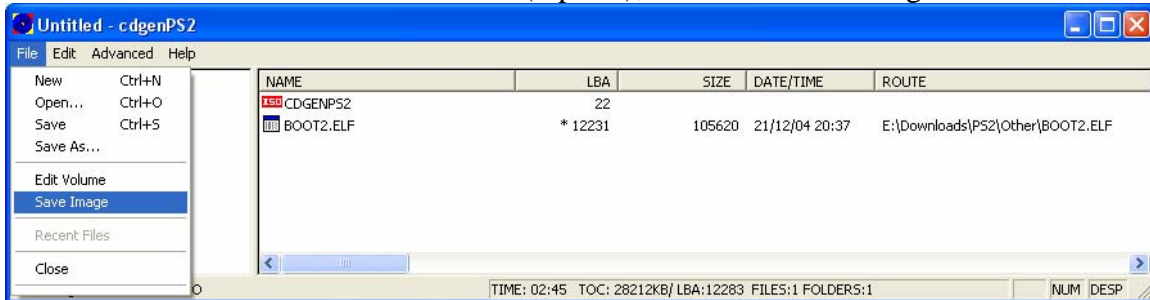 Untitled - cdgenPS2
File Edit Advanced Help
New Ctrl+N
Open... Ctrl+O
Save Ctrl+S
Save As...
Edit Volume
Save Image
Recent Files
Close
NAME LBA SIZE DATE/TIME ROUTE
ISO CDGENPS2 22
BOOT2.ELF * 12231 105620 21/12/04 20:37 E:\Downloads\PS2\Other\BOOT2.ELF
TIME: 02:45 TOC: 28212KB/ LBA:12283 FILES:1 FOLDERS:1 NUM DESP